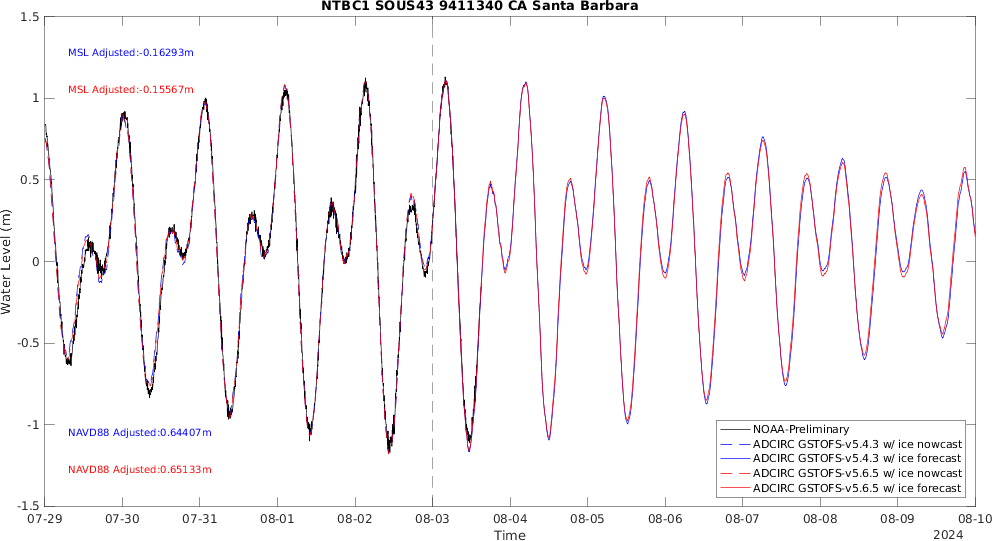 NTBC1 SOUS43 9411340 CA Santa Barbara
1.5
1
0.5
0
-0.5
-1
-1.5
Water Level (m)
MSL Adjusted:-0.16293m
MSL Adjusted:-0.15567m
NAVD88 Adjusted:0.64407m
NAVD88 Adjusted:0.65133m
NOAA-Preliminary
ADCIRC GSTOFS-v5.4.3 w/ ice nowcast
ADCIRC GSTOFS-v5.4.3 w/ ice forecast
ADCIRC GSTOFS-v5.6.5 w/ ice nowcast
ADCIRC GSTOFS-v5.6.5 w/ ice forecast
07-29 07-30 07-31 08-01 08-02 08-03 08-04 08-05 08-06 08-07 08-08 08-09 08-10
Time
2024